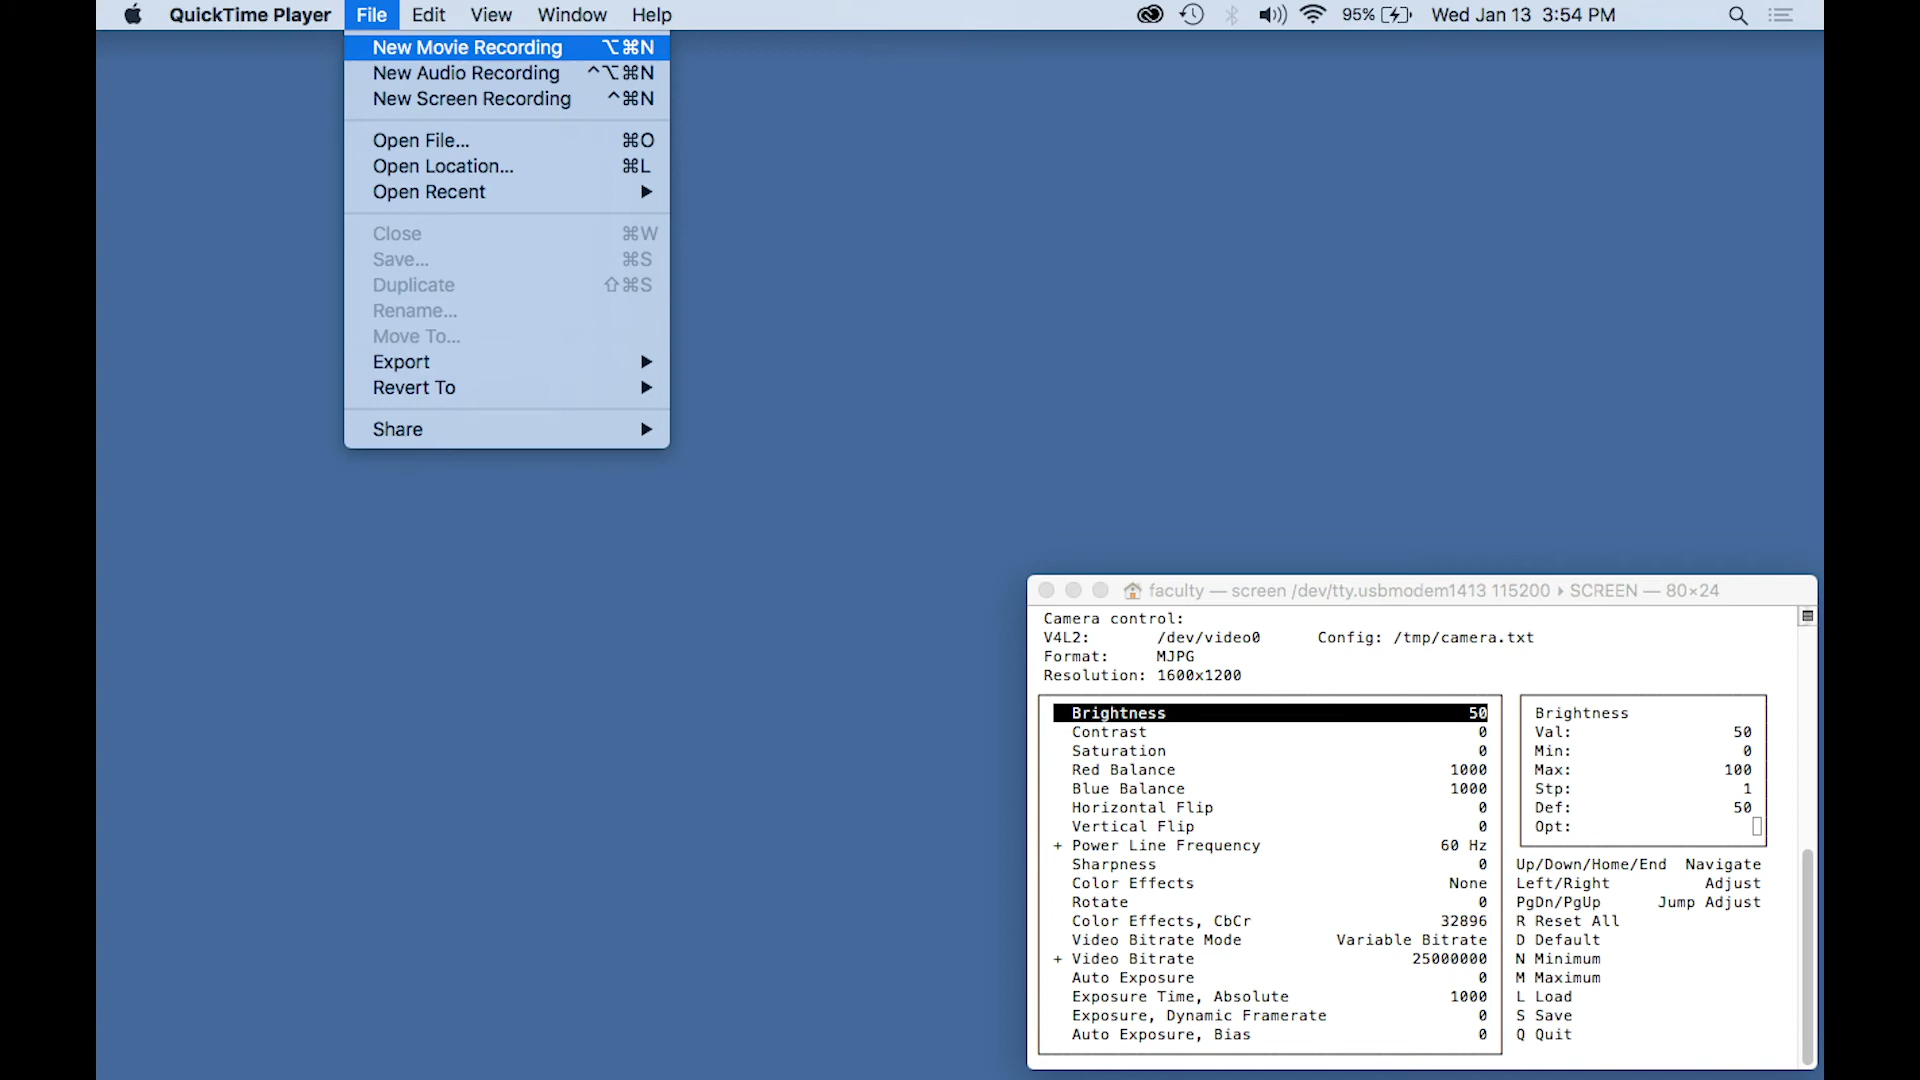 QuickTime Player File Edit View Window Help 95% Wed Jan 13 3:54 PM
New Movie Recording ⌥⌘N
New Audio Recording ^⌥⌘N
New Screen Recording ^⌘N
Open File... ⌘O
Open Location... ⌘L
Open Recent ▶
Close ⌘W
Save... ⌘S
Duplicate ⇧⌘S
Rename...
Move To...
Export ▶
Revert To ▶
Share ▶
faculty — screen /dev/tty.usbmodem1413 115200 ▸ SCREEN — 80×24
Camera control:
V4L2: /dev/video0 Config: /tmp/camera.txt
Format: MJPG
Resolution: 1600x1200
Brightness 50
Contrast 0
Saturation 0
Red Balance 1000
Blue Balance 1000
Horizontal Flip 0
Vertical Flip 0
+ Power Line Frequency 60 Hz
Sharpness 0
Color Effects None
Rotate 0
Color Effects, CbCr 32896
Video Bitrate Mode Variable Bitrate
+ Video Bitrate 25000000
Auto Exposure 0
Exposure Time, Absolute 1000
Exposure, Dynamic Framerate 0
Auto Exposure, Bias 0
Brightness
Val: 50
Min: 0
Max: 100
Stp: 1
Def: 50
Opt:
Up/Down/Home/End Navigate
Left/Right Adjust
PgDn/PgUp Jump Adjust
R Reset All
D Default
N Minimum
M Maximum
L Load
S Save
Q Quit